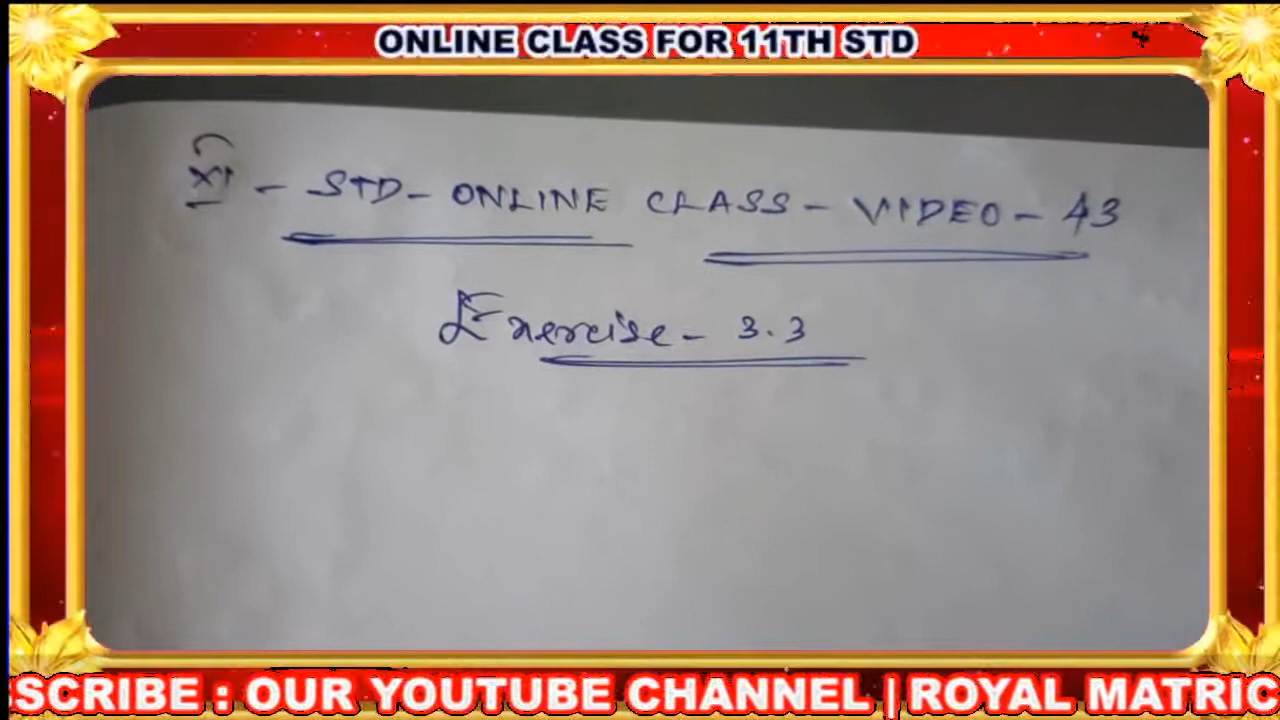 ONLINE CLASS FOR 11TH STD
XI - STD - ONLINE CLASS - VIDEO - 43
Exercise - 3.3
SCRIBE : OUR YOUTUBE CHANNEL | ROYAL MATRIC